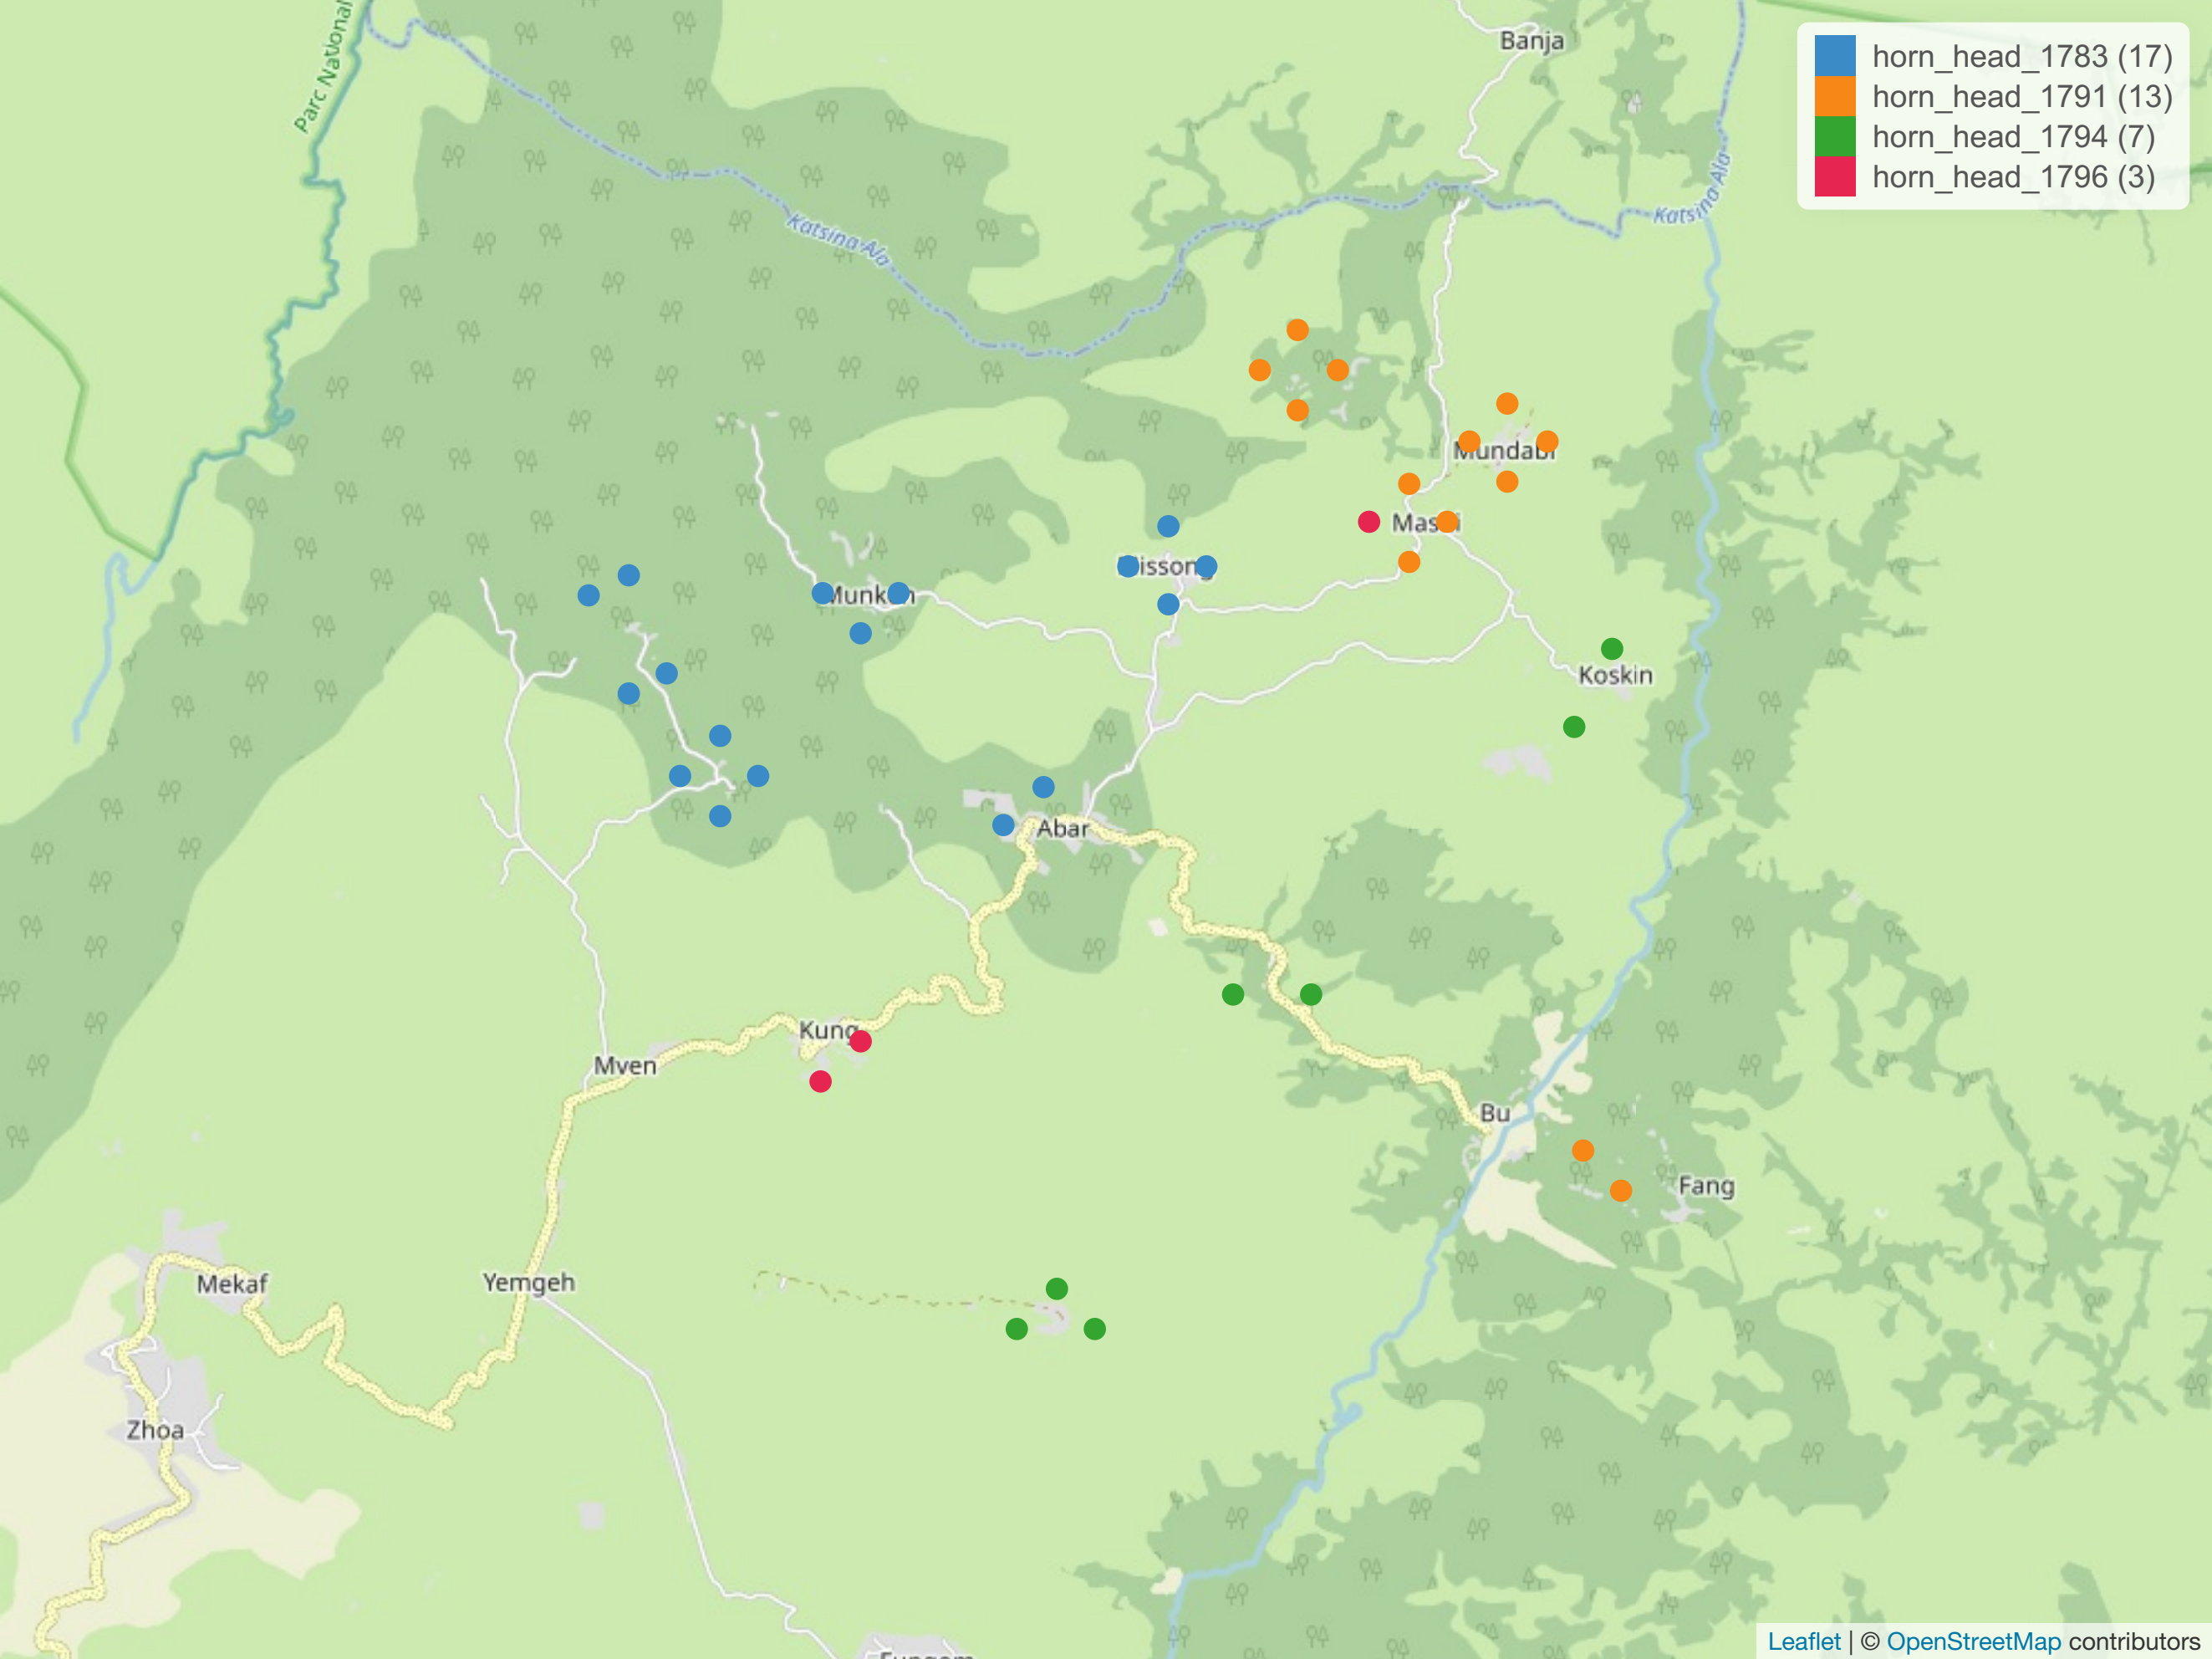 Parc National
Banja
horn_head_1783 (17)
horn_head_1791 (13)
horn_head_1794 (7)
horn_head_1796 (3)
Katsina Ala
Katsina Ala
Mundabi
Koskin
Abar
Kung
Mven
Bu
Fang
Mekaf
Yemgeh
Zhoa
Leaflet | © OpenStreetMap contributors